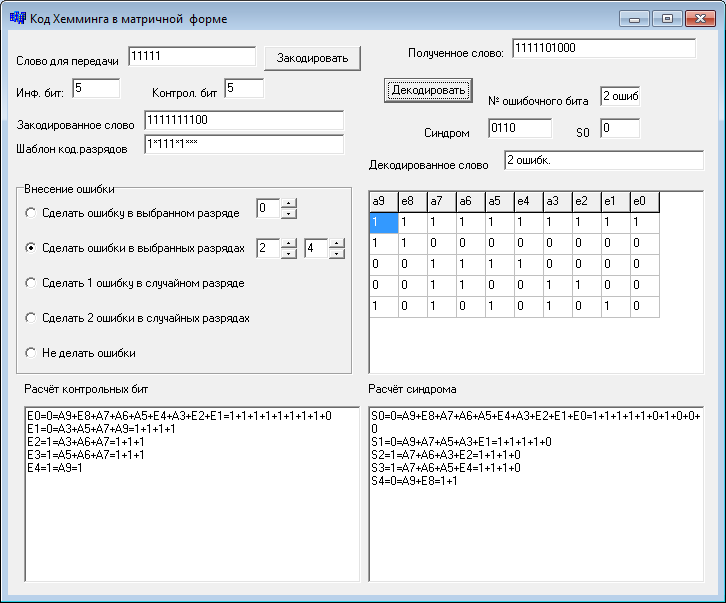 Код Хемминга в матричной форме
Слово для передачи 11111 Закодировать
Инф. бит: 5 Контрол. бит 5
Закодированное слово 1111111100
Шаблон код.разрядов 1*111*1***
Полученное слово: 1111101000
Декодировать № ошибочного бита 2 ошиб
Синдром 0110 S0 0
Декодированное слово 2 ошибк.
Внесение ошибки
Сделать ошибку в выбранном разряде 0
Сделать ошибки в выбранных разрядах 2 4
Сделать 1 ошибку в случайном разряде
Сделать 2 ошибки в случайных разрядах
Не делать ошибки
a9 e8 a7 a6 a5 e4 a3 e2 e1 e0
1 1 1 1 1 1 1 1 1 1
1 1 0 0 0 0 0 0 0 0
0 0 1 1 1 1 0 0 0 0
0 0 1 1 0 0 1 1 0 0
1 0 1 0 1 0 1 0 1 0
Расчёт контрольных бит
E0=0=A9+E8+A7+A6+A5+E4+A3+E2+E1=1+1+1+1+1+1+1+1+0
E1=0=A3+A5+A7+A9=1+1+1+1
E2=1=A3+A6+A7=1+1+1
E3=1=A5+A6+A7=1+1+1
E4=1=A9=1
Расчёт синдрома
S0=0=A9+E8+A7+A6+A5+E4+A3+E2+E1+E0=1+1+1+1+1+0+1+0+0+
0
S1=0=A9+A7+A5+A3+E1=1+1+1+1+0
S2=1=A7+A6+A3+E2=1+1+1+0
S3=1=A7+A6+A5+E4=1+1+1+0
S4=0=A9+E8=1+1